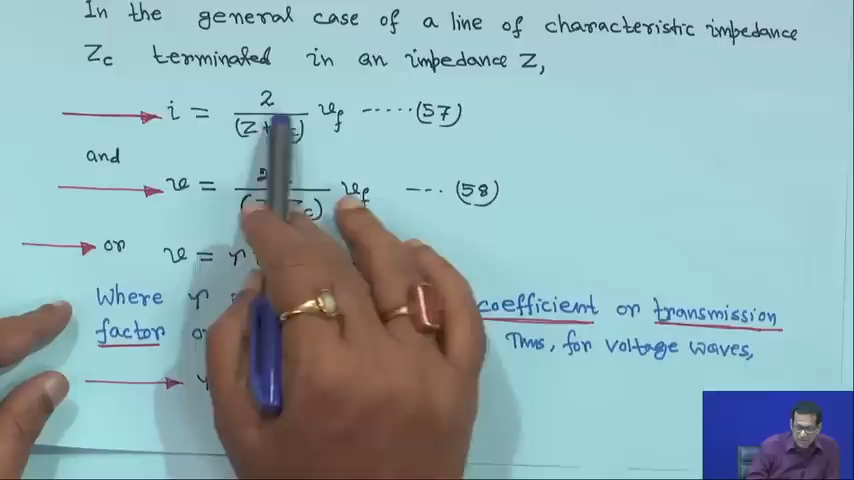 In the general case of a line of characteristic impedance
Zc terminated in an impedance Z,
i = 2 / (Z + c) vf ----- (57)
and
v = 2 / ( c) vf --- (58)
or v = r
Where r coefficient or transmission
factor Thus, for voltage waves,